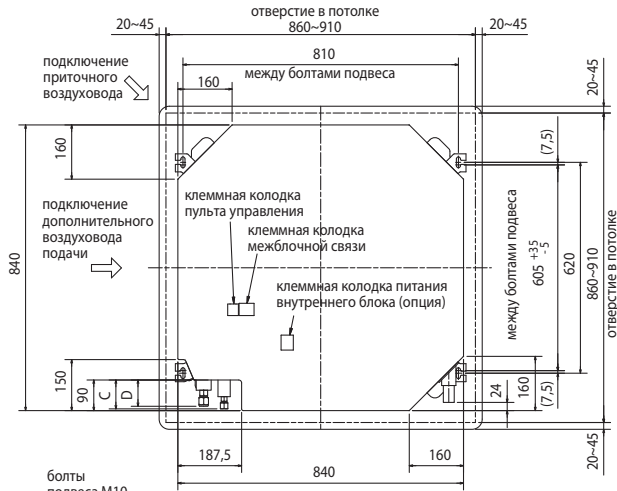 отверстие в потолке
20~45
860~910
20~45
810
между болтами подвеса
подключение
приточного
воздуховода
160
20~45
160
(7,5)
клеммная колодка
пульта управления
подключение
дополнительного
воздуховода
подачи
клеммная колодка
межблочной связи
клеммная колодка питания
внутреннего блока (опция)
840
между болтами подвеса
605 +35 -5
620
860~910
отверстие в потолке
150
90
C
D
24
160
(7,5)
187,5
160
20~45
840
болты
подвеса М10